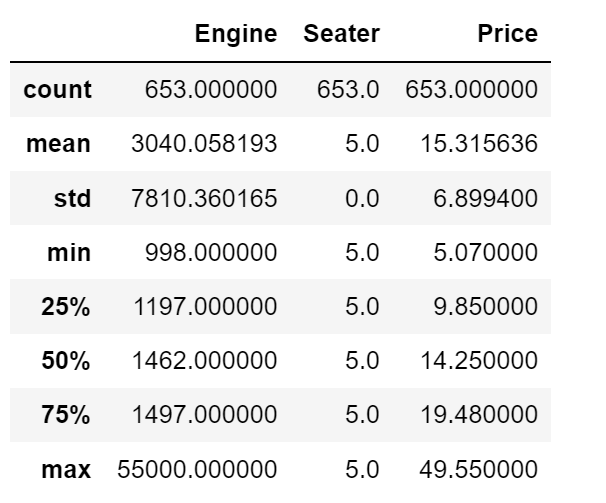 Engine Seater Price
count 653.000000 653.0 653.000000
mean 3040.058193 5.0 15.315636
std 7810.360165 0.0 6.899400
min 998.000000 5.0 5.070000
25% 1197.000000 5.0 9.850000
50% 1462.000000 5.0 14.250000
75% 1497.000000 5.0 19.480000
max 55000.000000 5.0 49.550000